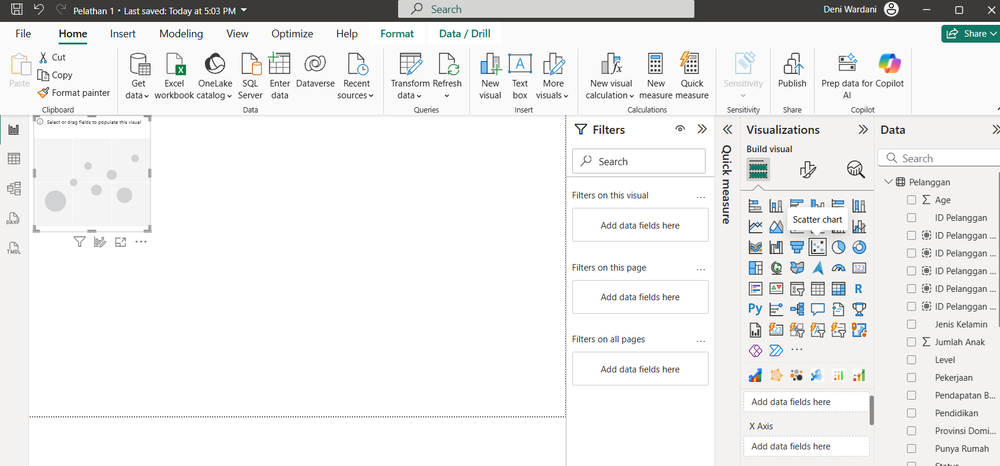 Pelathan 1 • Last saved: Today at 5:03 PM
Search
Deni Wardani
File
Home
Insert
Modeling
View
Optimize
Help
Format
Data / Drill
Share
Paste
Cut
Copy
Format painter
Clipboard
Get data
Excel workbook
OneLake catalog
SQL Server
Enter data
Dataverse
Recent sources
Data
Transform data
Refresh
Queries
New visual
Text box
More visuals
Insert
New visual calculation
New measure
Quick measure
Calculations
Sensitivity
Sensitivity
Publish
Share
Prep data for AI
Copilot
Copilot
DAX
TMDL
Select or drag fields to populate this visual
Filters
Search
Filters on this visual
...
Add data fields here
Filters on this page
...
Add data fields here
Filters on all pages
...
Add data fields here
Quick measure
Visualizations
Build visual
Scatter chart
123
R
Py
123
...
Add data fields here
X Axis
Add data fields here
Data
Search
Pelanggan
Age
ID Pelanggan
ID Pelanggan ...
ID Pelanggan ...
ID Pelanggan ...
ID Pelanggan ...
ID Pelanggan ...
Jenis Kelamin
Jumlah Anak
Level
Pekerjaan
Pendapatan B...
Pendidikan
Provinsi Domi...
Punya Rumah
Status